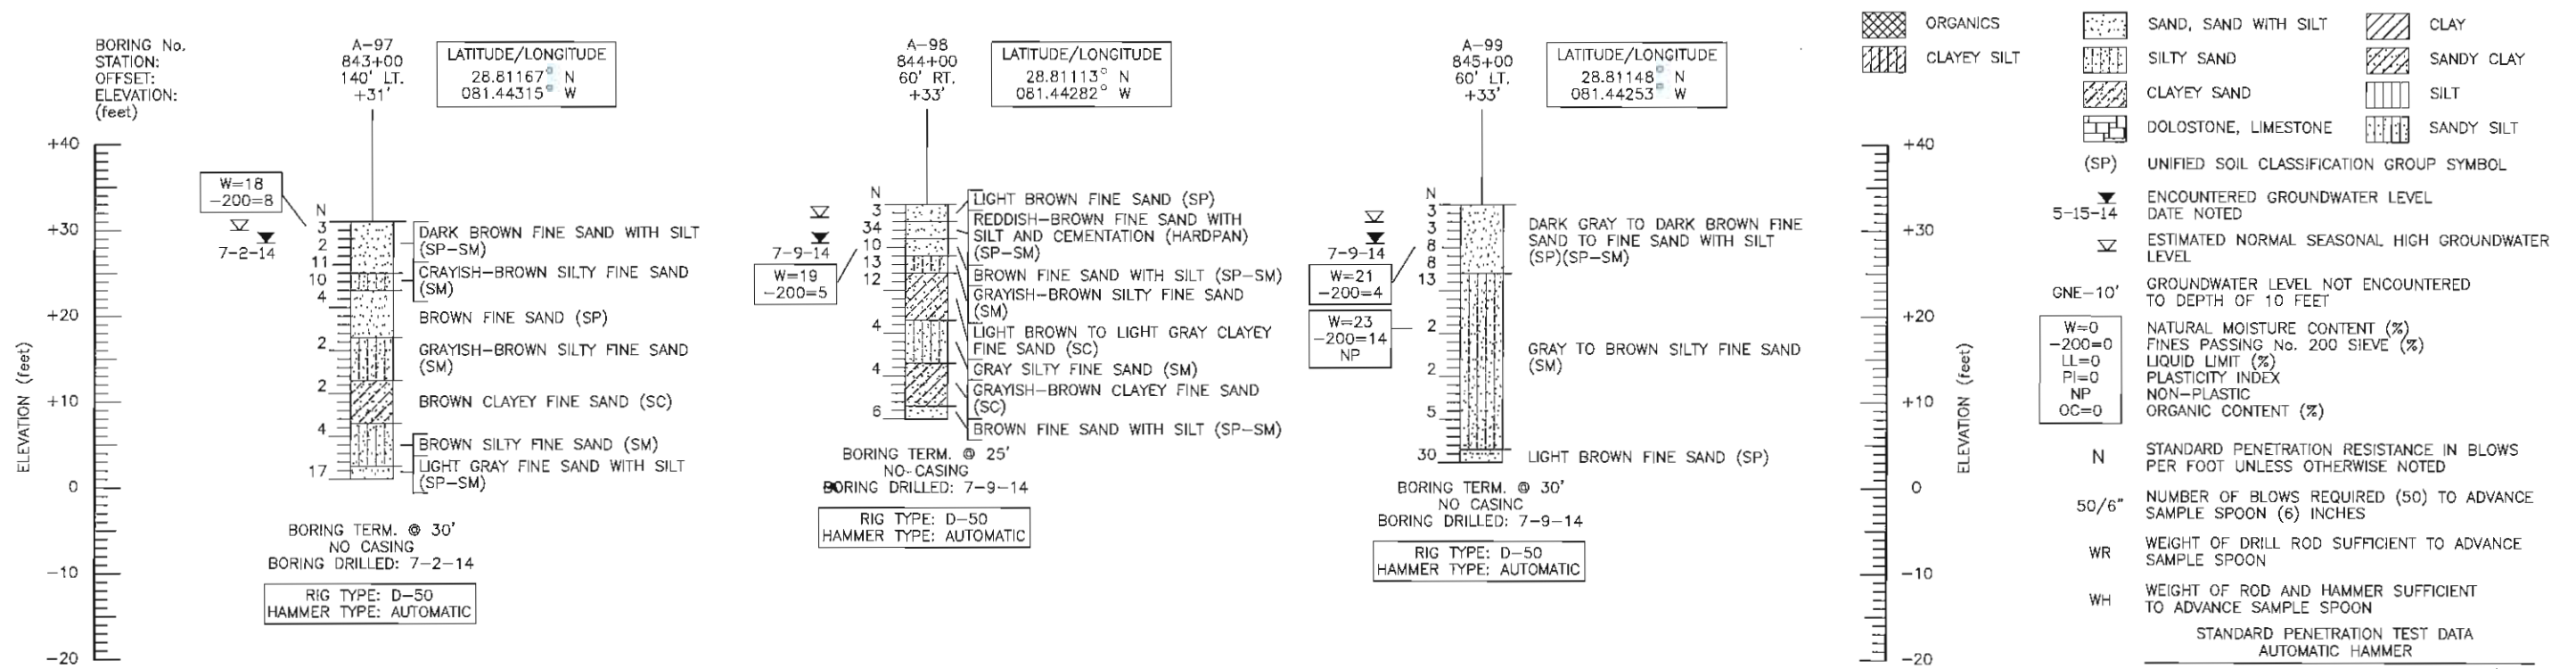 BORING No.
STATION:
OFFSET:
ELEVATION:
(feet)
A-97
843+00
140' LT.
+31'
LATITUDE/LONGITUDE
28.81167° N
081.44315° W
A-98
844+00
60' RT.
+33'
LATITUDE/LONGITUDE
28.81113° N
081.44282° W
A-99
845+00
60' LT.
+33'
LATITUDE/LONGITUDE
28.81148° N
081.44253° W
ELEVATION (feet)
+40
+30
+20
+10
0
-10
-20
W=18
-200=8
7-2-14
N
3
2
11
10
4
2
2
4
17
DARK BROWN FINE SAND WITH SILT
(SP-SM)
CRAYISH-BROWN SILTY FINE SAND
(SM)
BROWN FINE SAND (SP)
GRAYISH-BROWN SILTY FINE SAND
(SM)
BROWN CLAYEY FINE SAND (SC)
BROWN SILTY FINE SAND (SM)
LIGHT GRAY FINE SAND WITH SILT
(SP-SM)
BORING TERM. @ 30'
NO CASING
BORING DRILLED: 7-2-14
RIG TYPE: D-50
HAMMER TYPE: AUTOMATIC
7-9-14
W=19
-200=5
N
3
34
10
13
12
4
4
6
LIGHT BROWN FINE SAND (SP)
REDDISH-BROWN FINE SAND WITH
SILT AND CEMENTATION (HARDPAN)
(SP-SM)
BROWN FINE SAND WITH SILT (SP-SM)
GRAYISH-BROWN SILTY FINE SAND
(SM)
LIGHT BROWN TO LIGHT GRAY CLAYEY
FINE SAND (SC)
GRAY SILTY FINE SAND (SM)
GRAYISH-BROWN CLAYEY FINE SAND
(SC)
BROWN FINE SAND WITH SILT (SP-SM)
BORING TERM. @ 25'
NO-CASING
BORING DRILLED: 7-9-14
RIG TYPE: D-50
HAMMER TYPE: AUTOMATIC
7-9-14
W=21
-200=4
W=23
-200=14
NP
N
3
3
8
8
13
2
2
5
30
DARK GRAY TO DARK BROWN FINE
SAND TO FINE SAND WITH SILT
(SP)(SP-SM)
GRAY TO BROWN SILTY FINE SAND
(SM)
LIGHT BROWN FINE SAND (SP)
BORING TERM. @ 30'
NO CASINC
BORING DRILLED: 7-9-14
RIG TYPE: D-50
HAMMER TYPE: AUTOMATIC
+40
+30
+20
+10
0
-10
-20
ELEVATION (feet)
ORGANICS
CLAYEY SILT
SAND, SAND WITH SILT
SILTY SAND
CLAYEY SAND
DOLOSTONE, LIMESTONE
CLAY
SANDY CLAY
SILT
SANDY SILT
(SP) UNIFIED SOIL CLASSIFICATION GROUP SYMBOL
5-15-14
ENCOUNTERED GROUNDWATER LEVEL
DATE NOTED
ESTIMATED NORMAL SEASONAL HIGH GROUNDWATER
LEVEL
GNE-10'
GROUNDWATER LEVEL NOT ENCOUNTERED
TO DEPTH OF 10 FEET
W=0 NATURAL MOISTURE CONTENT (%)
-200=0 FINES PASSING No. 200 SIEVE (%)
LL=0 LIQUID LIMIT (%)
PI=0 PLASTICITY INDEX
NP NON-PLASTIC
OC=0 ORGANIC CONTENT (%)
N
STANDARD PENETRATION RESISTANCE IN BLOWS
PER FOOT UNLESS OTHERWISE NOTED
50/6"
NUMBER OF BLOWS REQUIRED (50) TO ADVANCE
SAMPLE SPOON (6) INCHES
WR
WEIGHT OF DRILL ROD SUFFICIENT TO ADVANCE
SAMPLE SPOON
WH
WEIGHT OF ROD AND HAMMER SUFFICIENT
TO ADVANCE SAMPLE SPOON
STANDARD PENETRATION TEST DATA
AUTOMATIC HAMMER